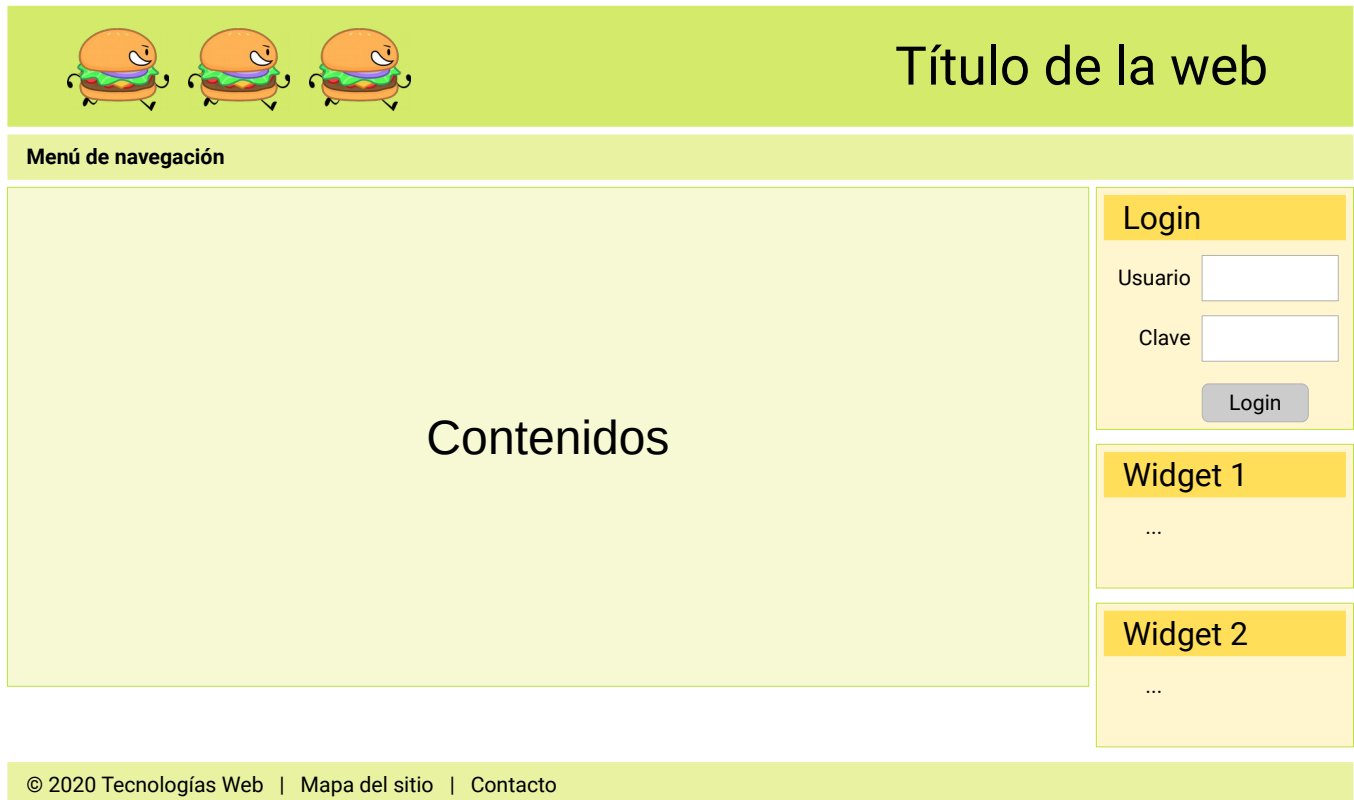 Título de la web
Menú de navegación
Contenidos
Login
Usuario
Clave
Login
Widget 1
...
Widget 2
...
© 2020 Tecnologías Web | Mapa del sitio | Contacto